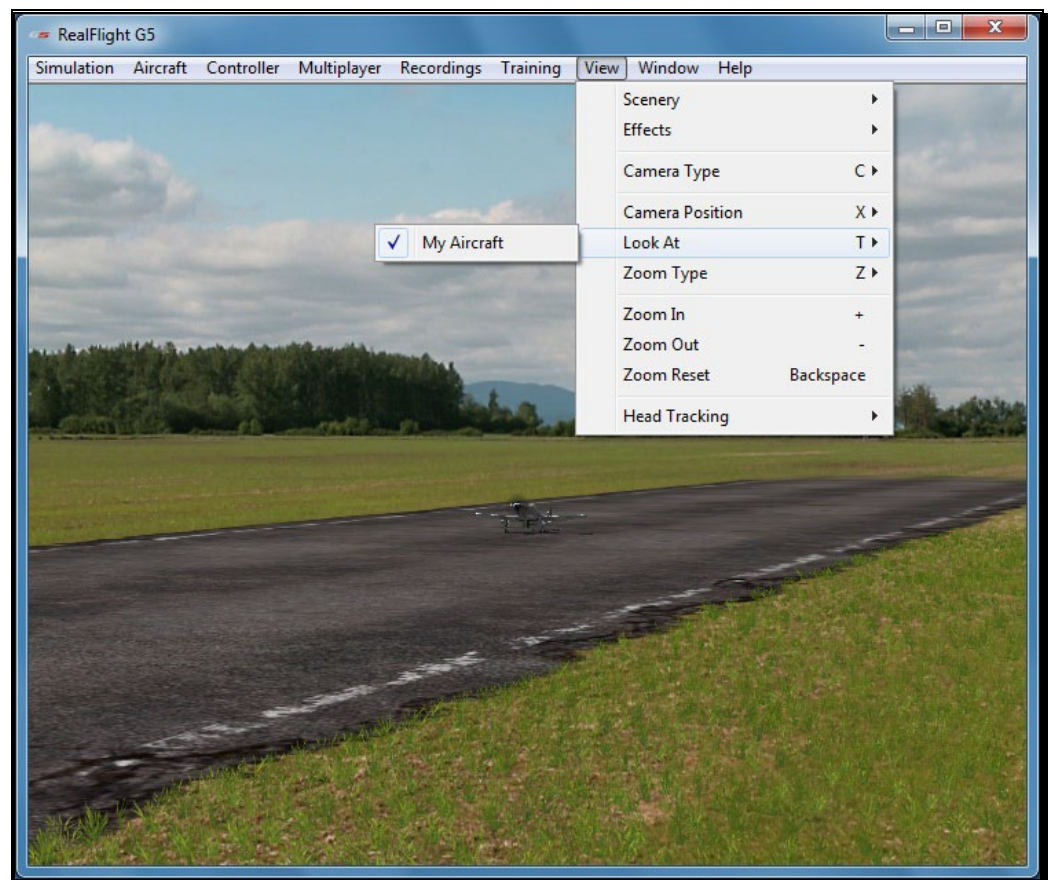 RealFlight G5
Simulation Aircraft Controller Multiplayer Recordings Training View Window Help
Scenery
Effects
Camera Type C
Camera Position X
My Aircraft
Look At T
Zoom Type Z
Zoom In +
Zoom Out -
Zoom Reset Backspace
Head Tracking